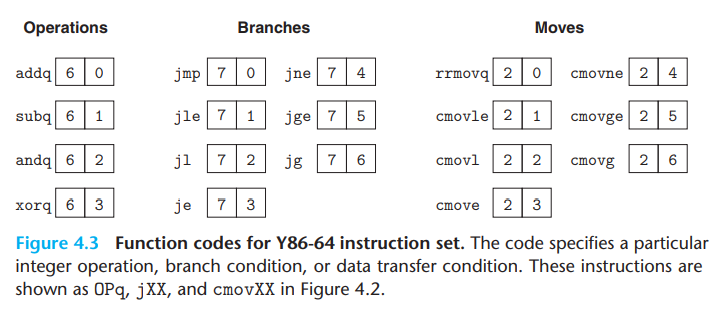 Operations Branches Moves
addq 6 0 jmp 7 0 jne 7 4 rrmovq 2 0 cmovne 2 4
subq 6 1 jle 7 1 jge 7 5 cmovle 2 1 cmovge 2 5
andq 6 2 jl 7 2 jg 7 6 cmovl 2 2 cmovg 2 6
xorq 6 3 je 7 3 cmove 2 3
Figure 4.3 Function codes for Y86-64 instruction set. The code specifies a particular
integer operation, branch condition, or data transfer condition. These instructions are
shown as OPq, jXX, and cmovXX in Figure 4.2.